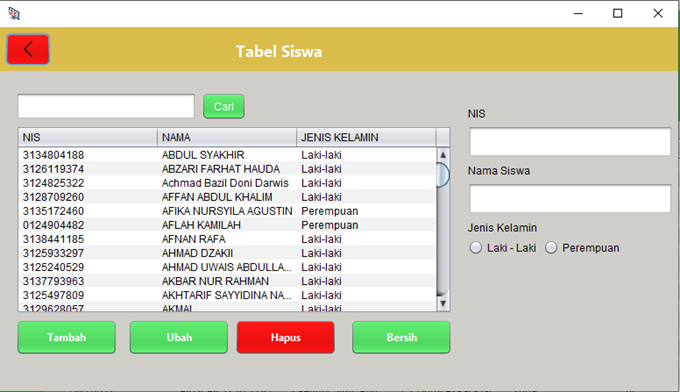 Tabel Siswa
Cari
NIS NAMA JENIS KELAMIN
3134804188 ABDUL SYAKHIR Laki-laki
3126119374 ABZARI FARHAT HAUDA Laki-laki
3124825322 Achmad Bazil Doni Darwis Laki-laki
3128709260 AFFAN ABDUL KHALIM Laki-laki
3135172460 AFIKA NURSYILA AGUSTIN Perempuan
0124904482 AFLAH KAMILAH Perempuan
3138441185 AFNAN RAFA Laki-laki
3125933297 AHMAD DZAKII Laki-laki
3125240529 AHMAD UWAIS ABDULLA... Laki-laki
3137793963 AKBAR NUR RAHMAN Laki-laki
3125497809 AKHTARIF SAYYIDINA NA... Laki-laki
3129628057 AKMAL Laki-laki
Tambah Ubah Hapus Bersih
NIS
Nama Siswa
Jenis Kelamin
Laki - Laki Perempuan